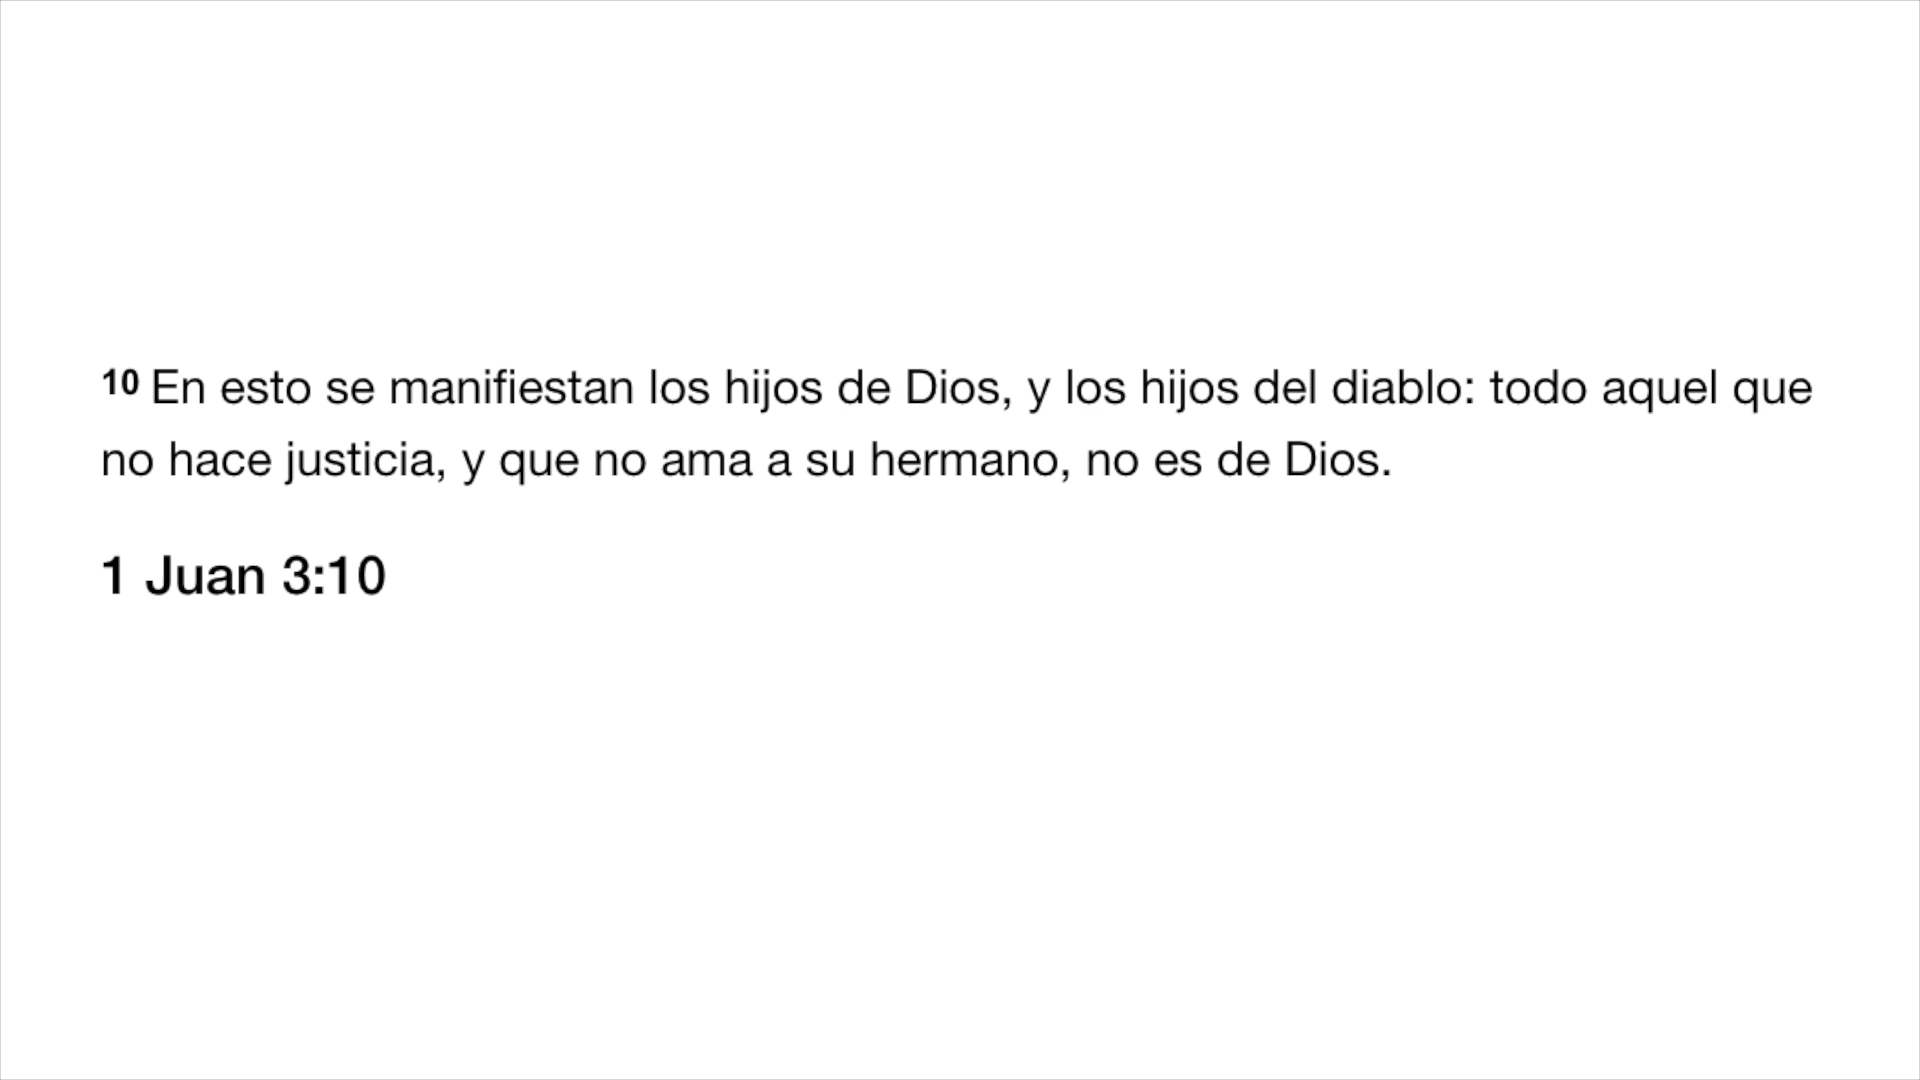 10 En esto se manifiestan los hijos de Dios, y los hijos del diablo: todo aquel que
no hace justicia, y que no ama a su hermano, no es de Dios.
1 Juan 3:10